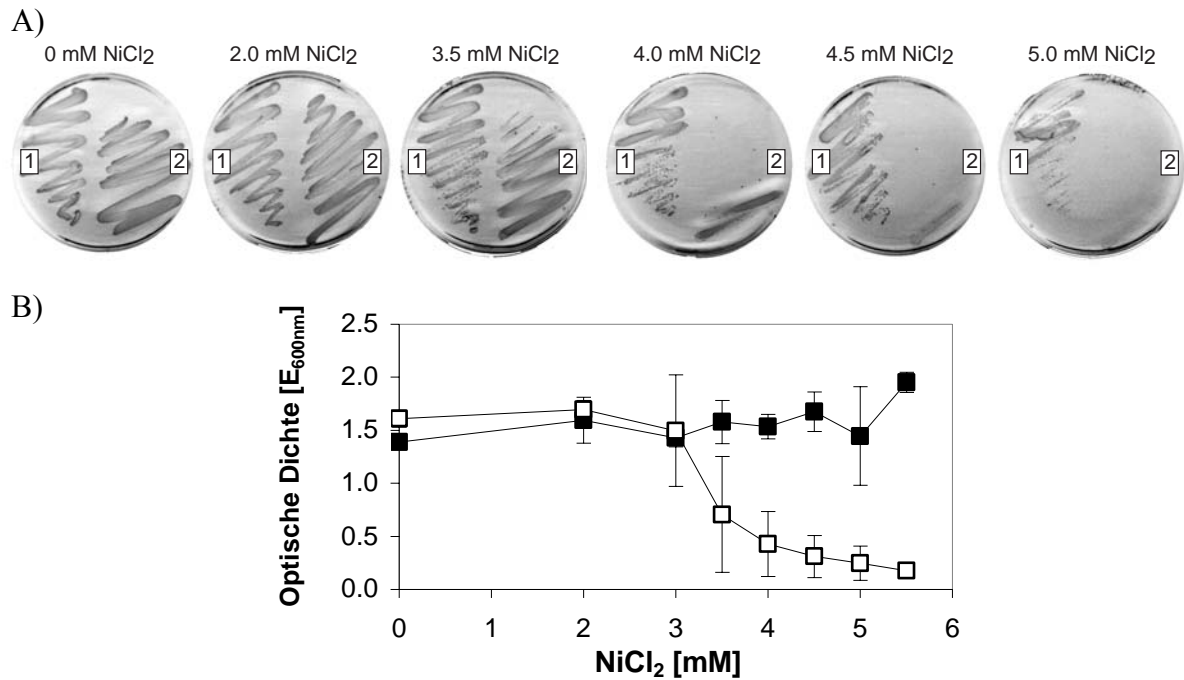 A)
0 mM NiCl2 2.0 mM NiCl2 3.5 mM NiCl2 4.0 mM NiCl2 4.5 mM NiCl2 5.0 mM NiCl2
1 2 1 2 1 2 1 2 1 2 1 2
B)
2.5
2.0
1.5
1.0
0.5
0.0
Optische Dichte [E600nm]
0 1 2 3 4 5 6
NiCl2 [mM]